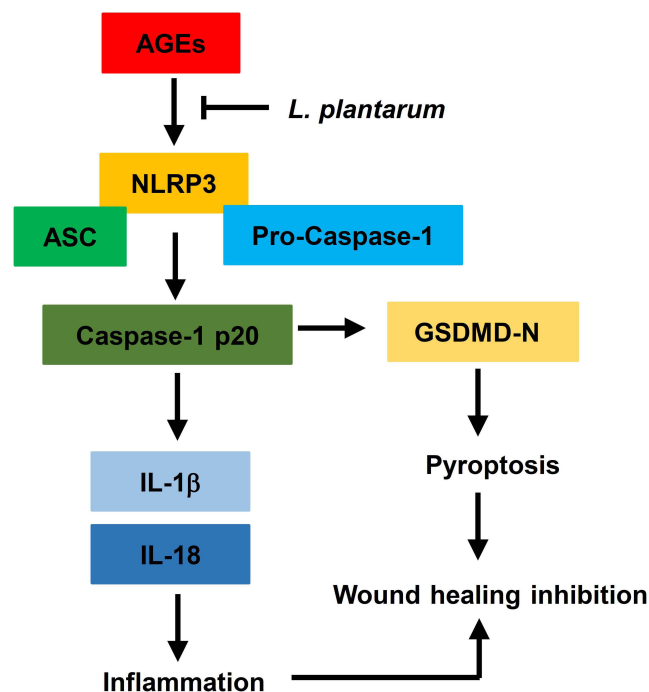 AGEs
L. plantarum
NLRP3
ASC
Pro-Caspase-1
Caspase-1 p20
GSDMD-N
IL-1β
Pyroptosis
IL-18
Wound healing inhibition
Inflammation